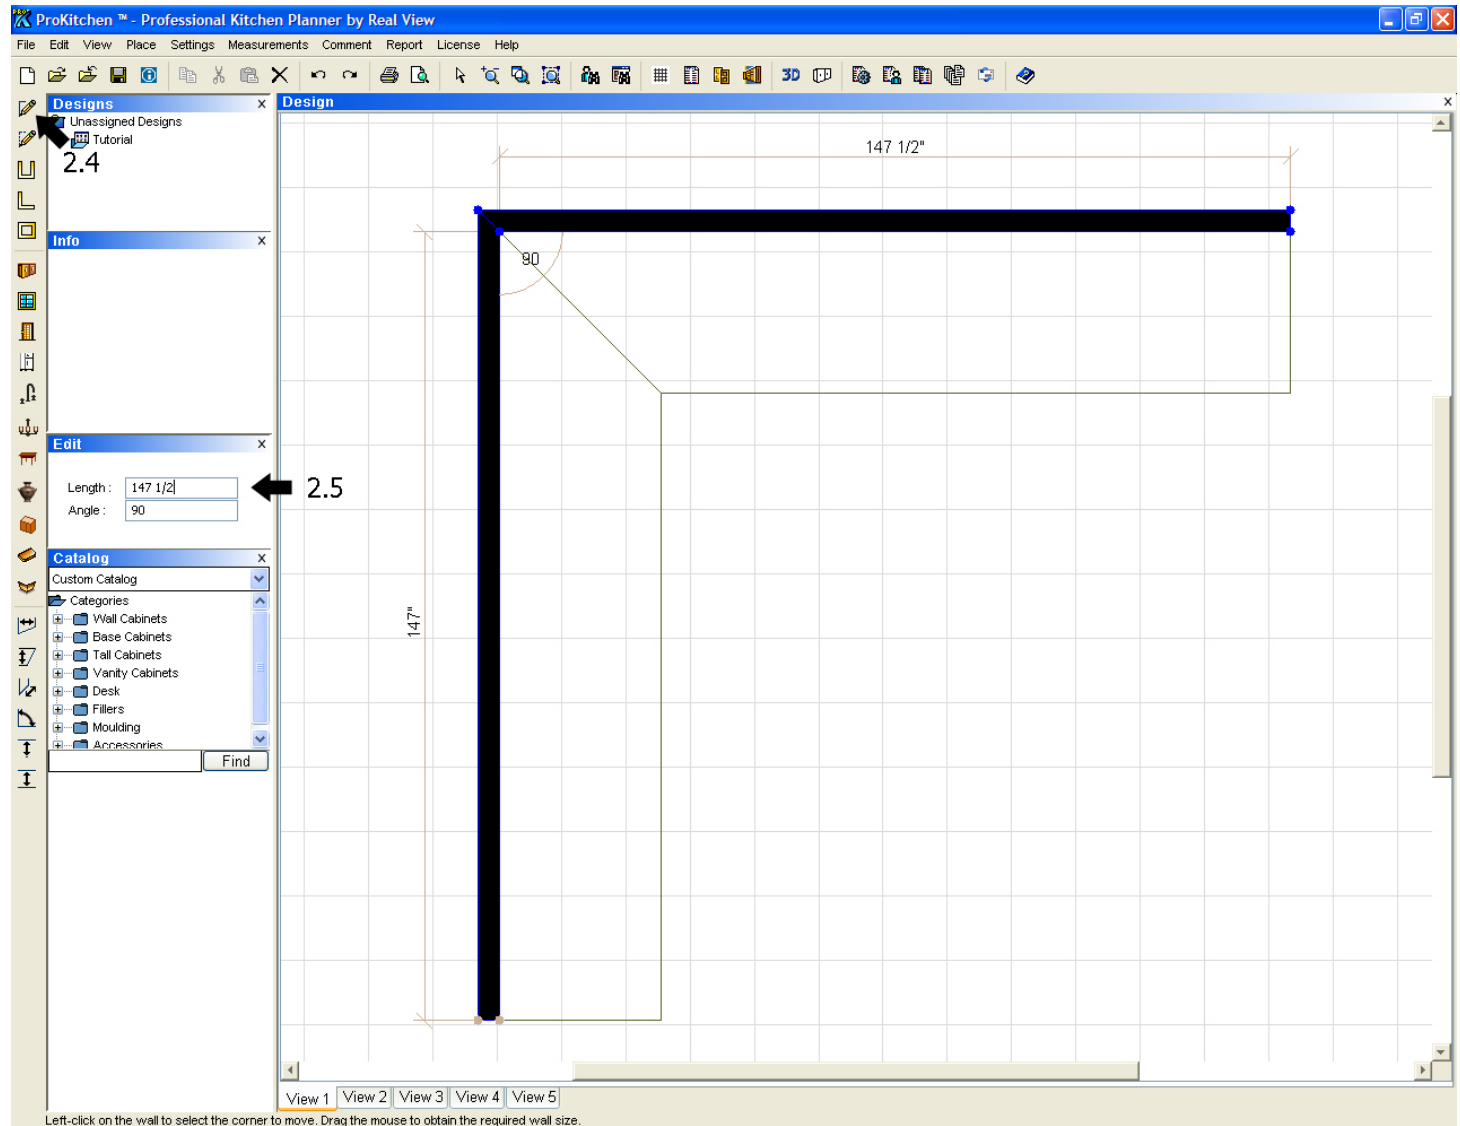 ProKitchen ™ - Professional Kitchen Planner by Real View
File Edit View Place Settings Measurements Comment Report License Help
3D
Designs x
Unassigned Designs
Tutorial
2.4
Info x
Edit x
Length : 147 1/2
Angle : 90
2.5
Catalog x
Custom Catalog
Categories
Wall Cabinets
Base Cabinets
Tall Cabinets
Vanity Cabinets
Desk
Fillers
Moulding
Accessories
Find
Design x
147 1/2"
90
147"
View 1 View 2 View 3 View 4 View 5
Left-click on the wall to select the corner to move. Drag the mouse to obtain the required wall size.